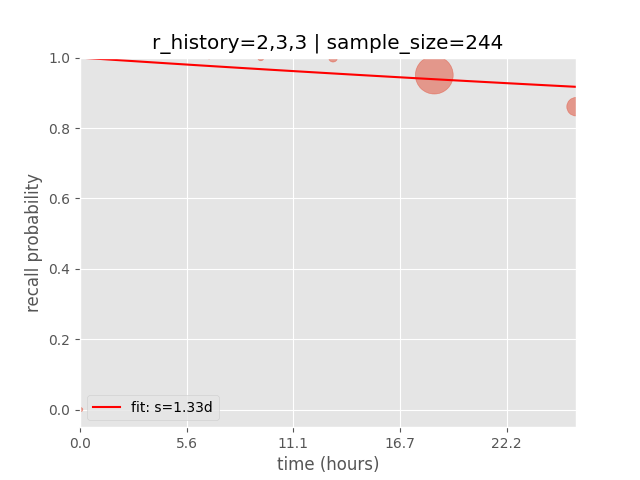 r_history=2,3,3 | sample_size=244
recall probability
1.0
0.8
0.6
0.4
0.2
0.0
fit: s=1.33d
0.0 5.6 11.1 16.7 22.2
time (hours)